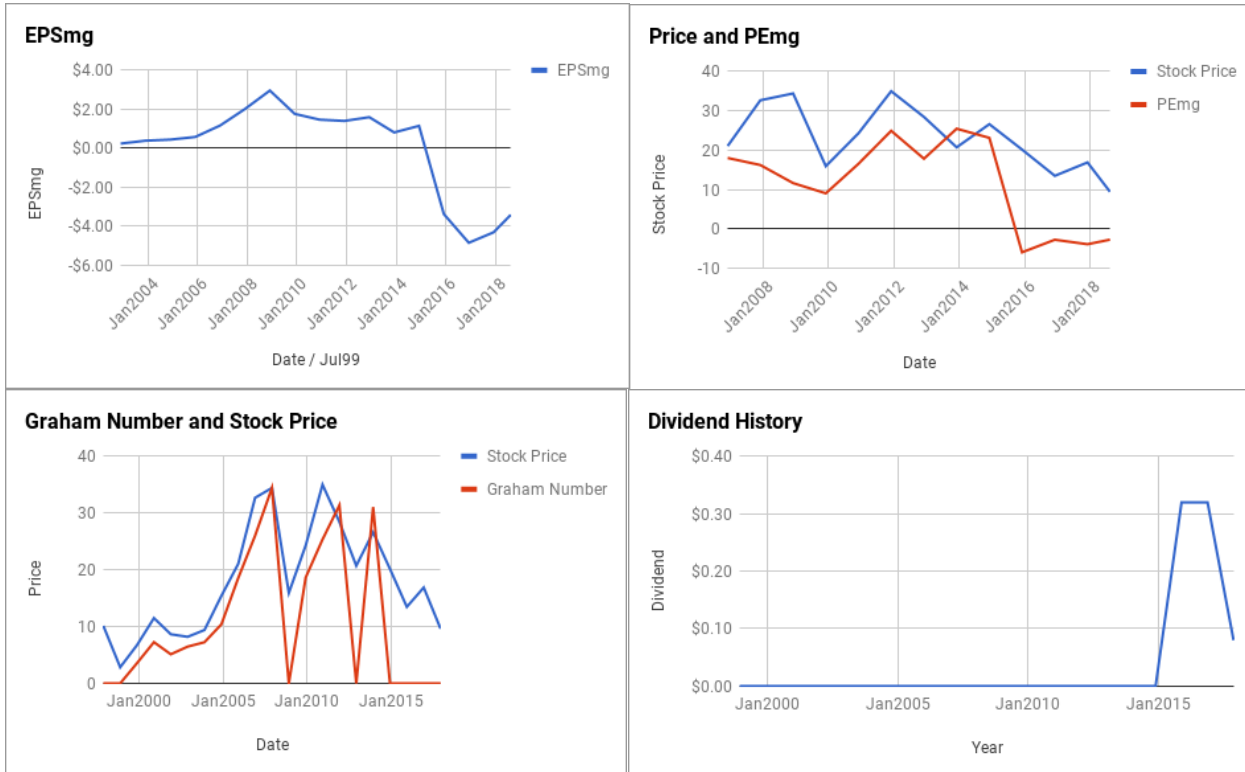 EPSmg
EPSmg
$4.00
$2.00
$0.00
-$2.00
-$4.00
-$6.00
EPSmg
Jan2004
Jan2006
Jan2008
Jan2010
Jan2012
Jan2014
Jan2016
Jan2018
Date / Jul99
Price and PEmg
Stock Price
PEmg
40
30
20
10
0
-10
Stock Price
Jan2008
Jan2010
Jan2012
Jan2014
Jan2016
Jan2018
Date
Graham Number and Stock Price
Stock Price
Graham Number
40
30
20
10
0
Price
Jan2000
Jan2005
Jan2010
Jan2015
Date
Dividend History
$0.40
$0.30
$0.20
$0.10
$0.00
Dividend
Jan2000
Jan2005
Jan2010
Jan2015
Year